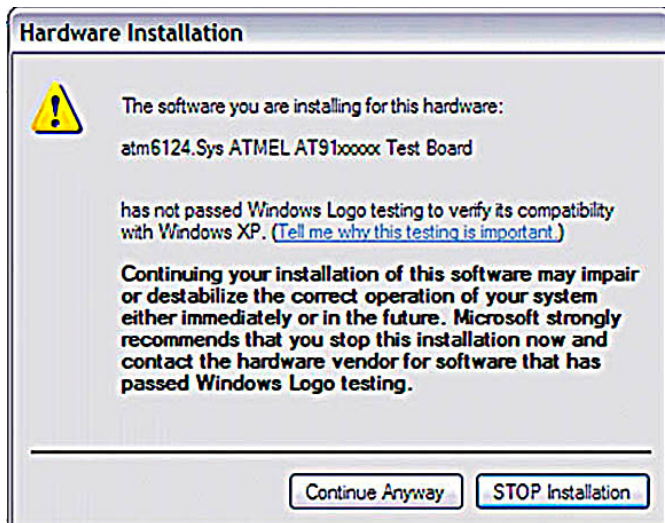 Hardware Installation
The software you are installing for this hardware:
atm6124.Sys ATMEL AT91xxxxx Test Board
has not passed Windows Logo testing to verify its compatibility
with Windows XP. (Tell me why this testing is important.)
Continuing your installation of this software may impair
or destabilize the correct operation of your system
either immediately or in the future. Microsoft strongly
recommends that you stop this installation now and
contact the hardware vendor for software that has
passed Windows Logo testing.
Continue Anyway
STOP Installation